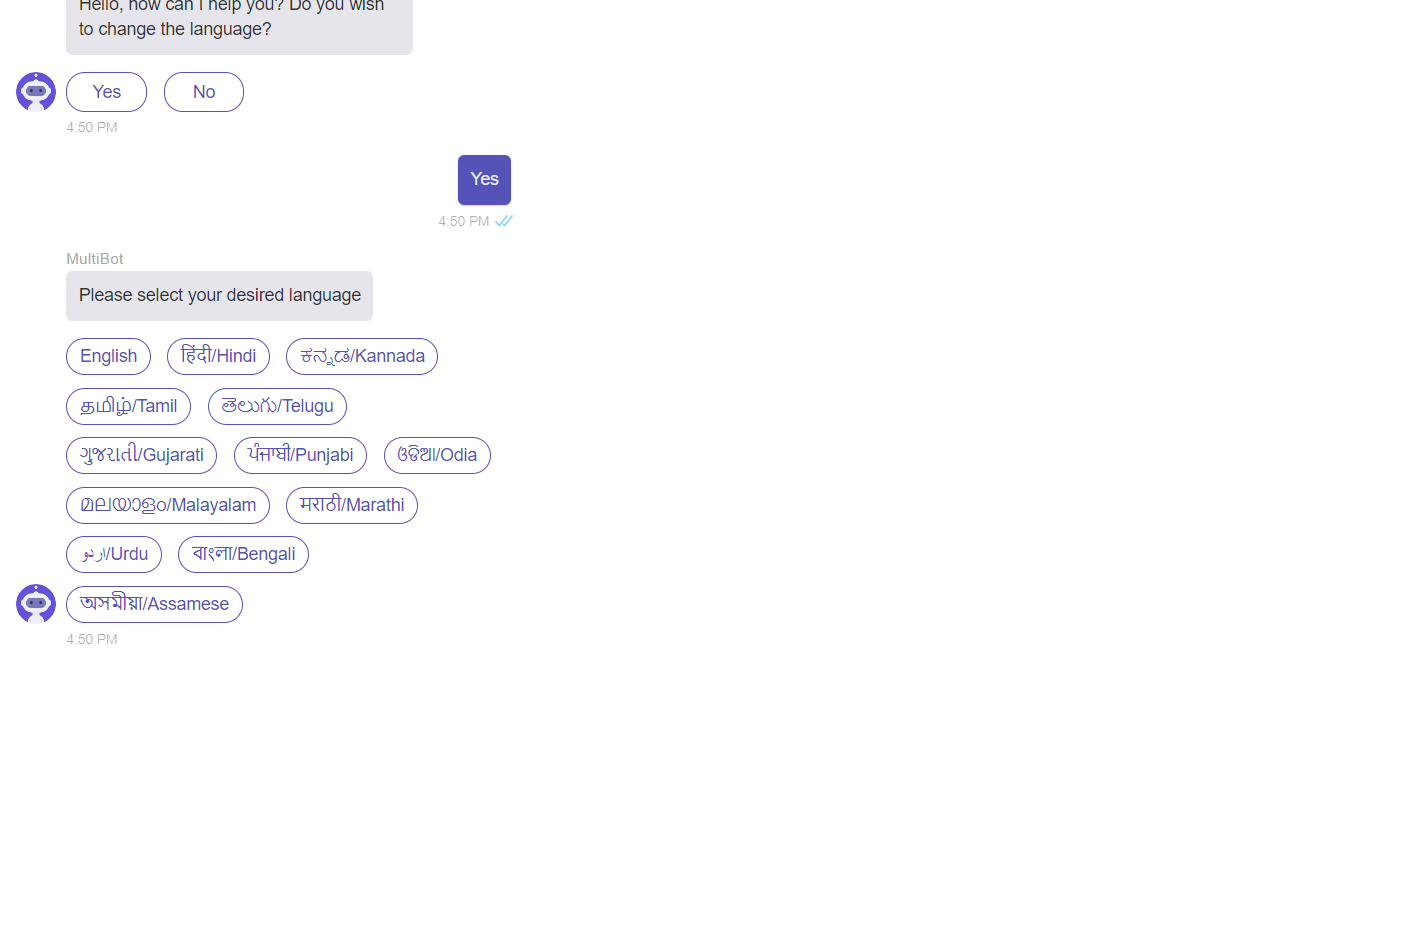 Hello, how can I help you? Do you wish
to change the language?
Yes No
4:50 PM
Yes
4:50 PM
MultiBot
Please select your desired language
English हिंदी/Hindi ಕನ್ನಡ/Kannada
தமிழ்/Tamil తెలుగు/Telugu
ગુજરાતી/Gujarati ਪੰਜਾਬੀ/Punjabi ଓଡିଆ/Odia
മലയാളം/Malayalam मराठी/Marathi
اردو/Urdu বাংলা/Bengali
অসমীয়া/Assamese
4:50 PM